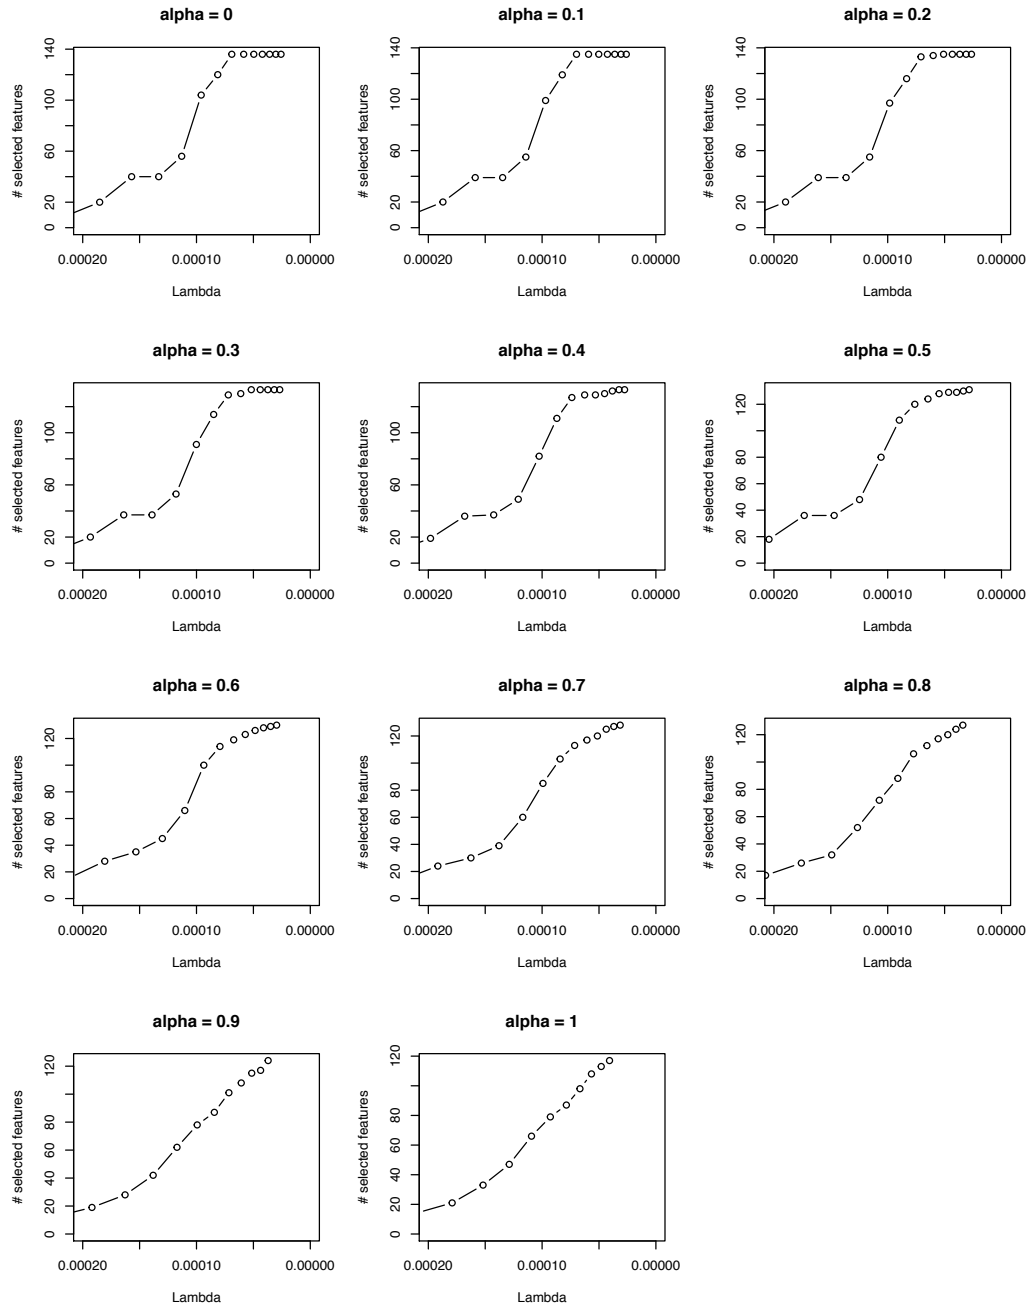 alpha = 0
# selected features
0 20 60 100 140
0.00020 0.00010 0.00000
Lambda
alpha = 0.1
# selected features
0 20 60 100 140
0.00020 0.00010 0.00000
Lambda
alpha = 0.2
# selected features
0 20 60 100 140
0.00020 0.00010 0.00000
Lambda
alpha = 0.3
# selected features
0 20 60 100
0.00020 0.00010 0.00000
Lambda
alpha = 0.4
# selected features
0 20 60 100
0.00020 0.00010 0.00000
Lambda
alpha = 0.5
# selected features
0 20 40 60 80 120
0.00020 0.00010 0.00000
Lambda
alpha = 0.6
# selected features
0 20 40 60 80 120
0.00020 0.00010 0.00000
Lambda
alpha = 0.7
# selected features
0 20 40 60 80 120
0.00020 0.00010 0.00000
Lambda
alpha = 0.8
# selected features
0 20 40 60 80 120
0.00020 0.00010 0.00000
Lambda
alpha = 0.9
# selected features
0 20 40 60 80 120
0.00020 0.00010 0.00000
Lambda
alpha = 1
# selected features
0 20 40 60 80 120
0.00020 0.00010 0.00000
Lambda